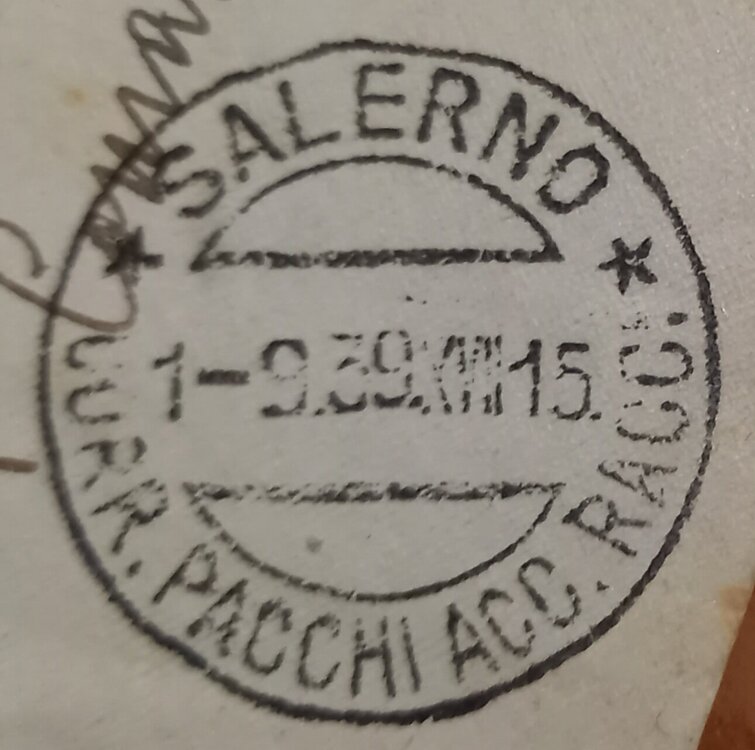 ★ SALERNO ★
1-9.39.XVII 15.
CORR. PACCHI ACC. RACC.